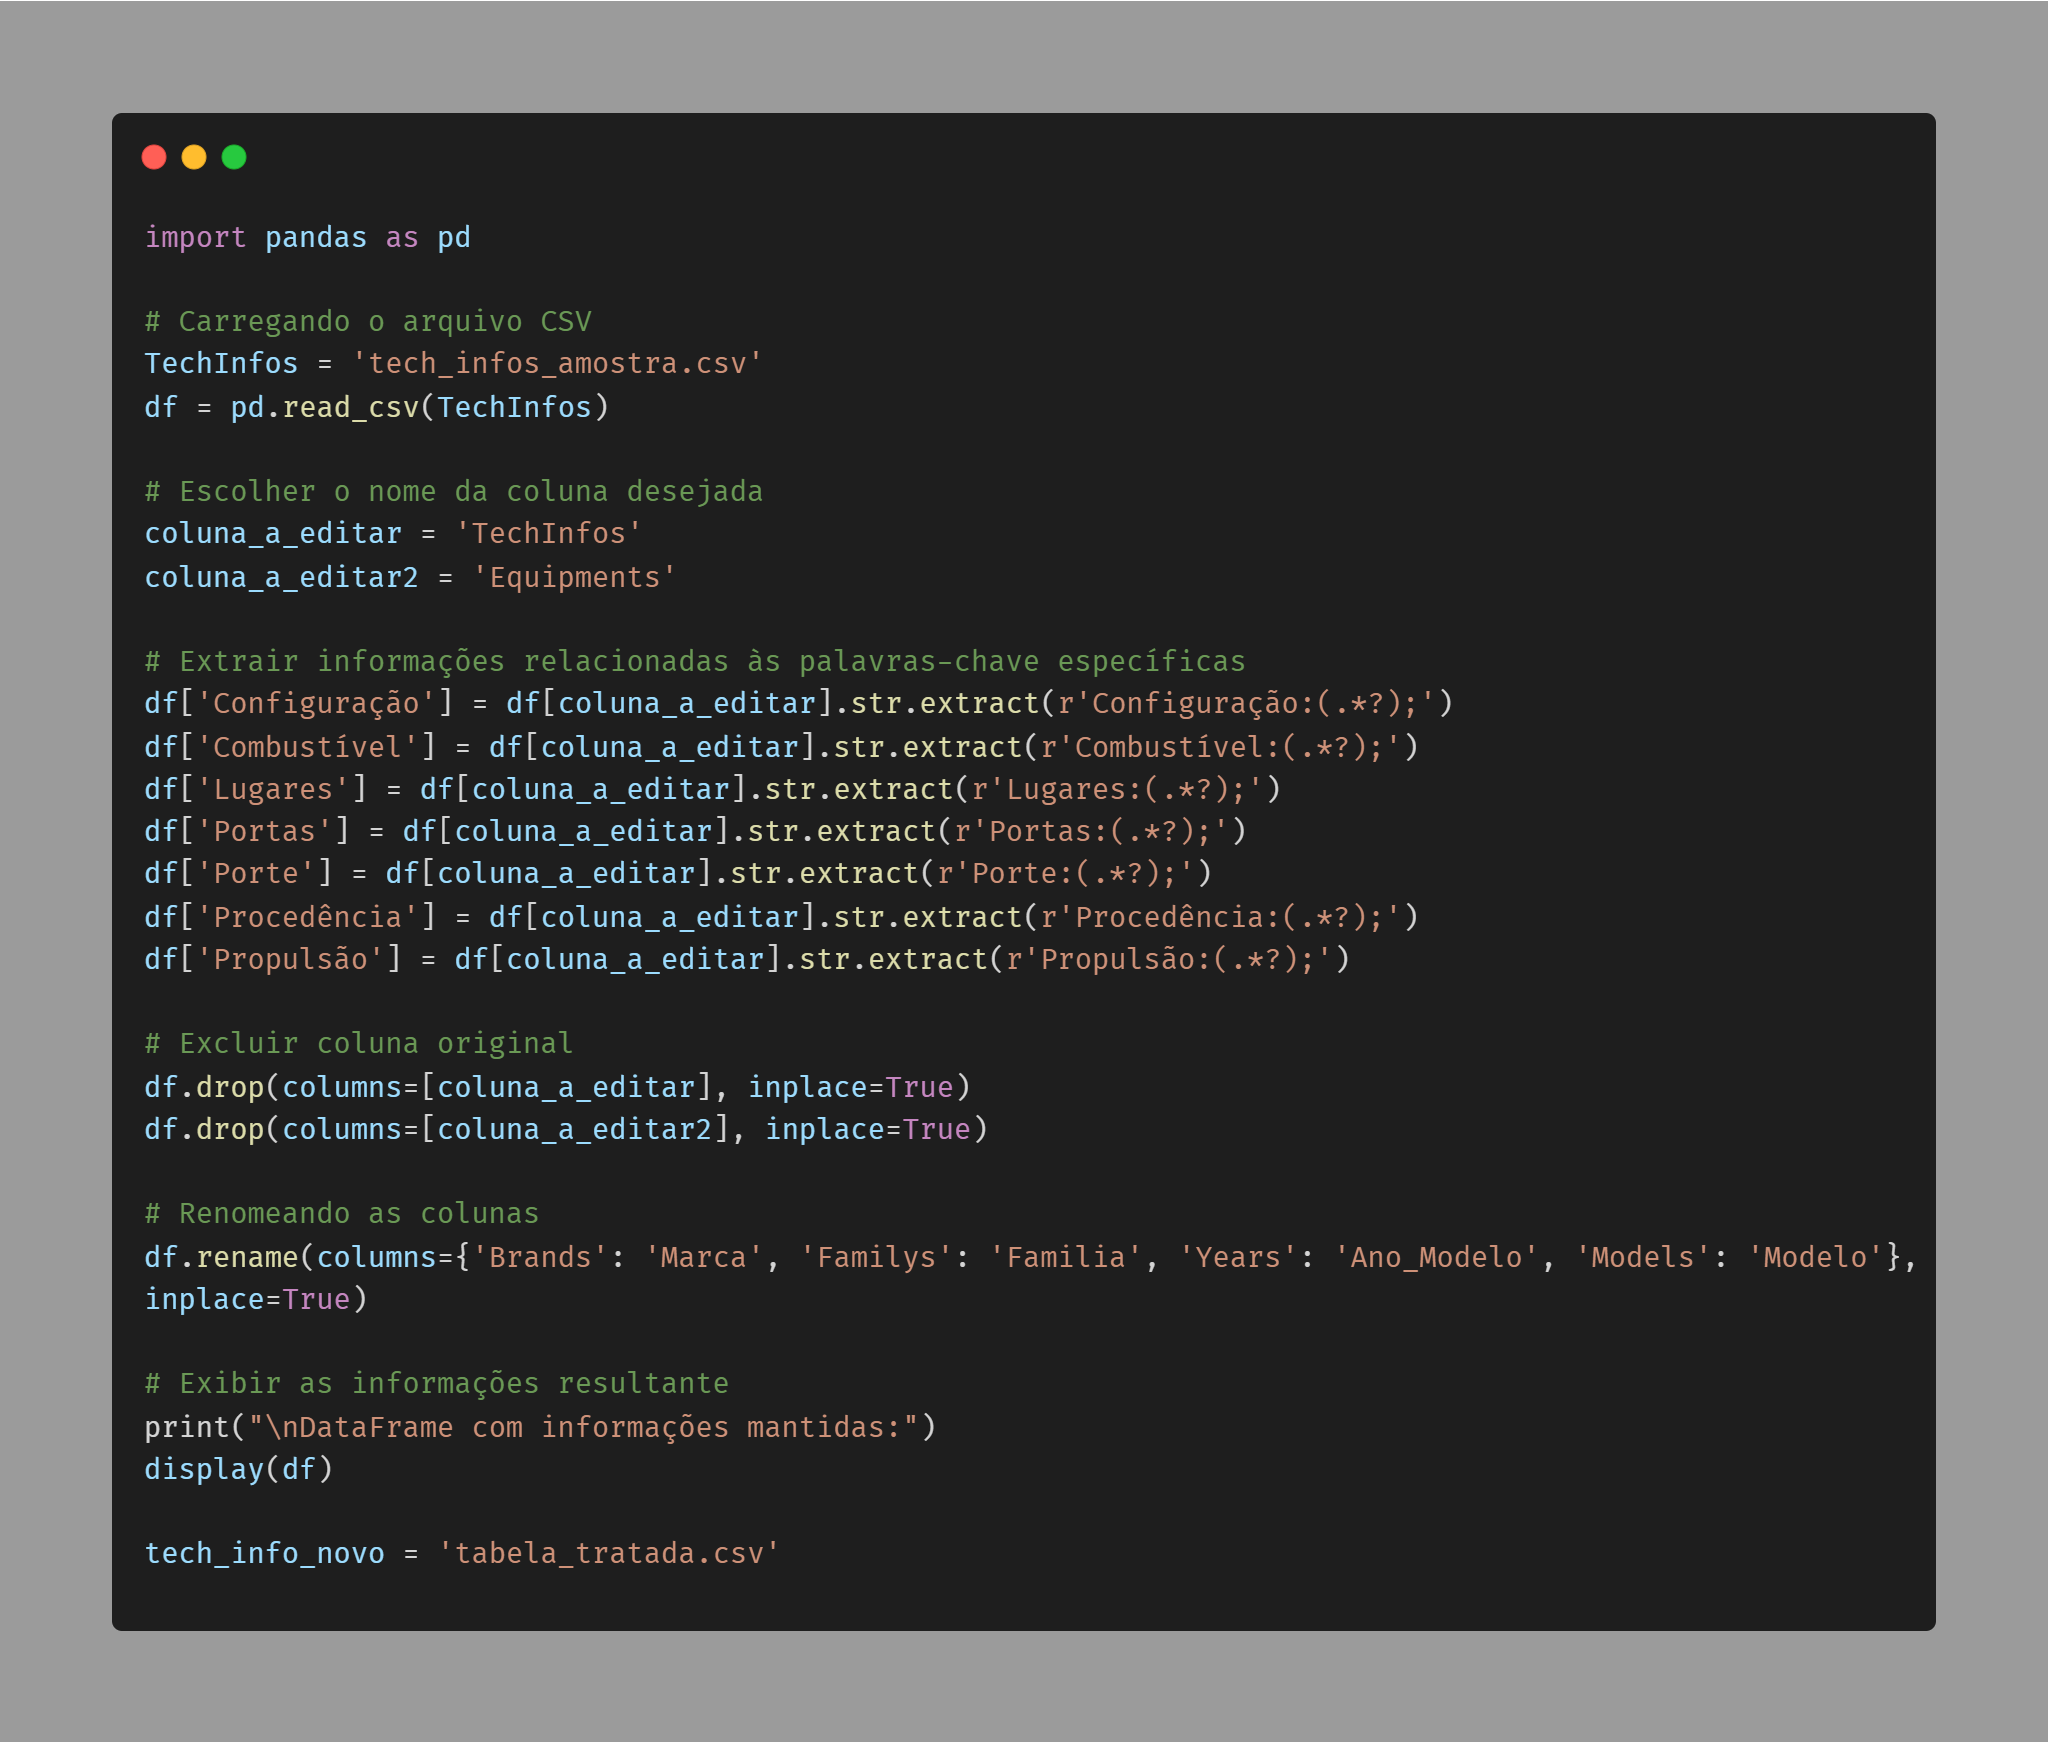 import pandas as pd
# Carregando o arquivo CSV
TechInfos = 'tech_infos_amostra.csv'
df = pd.read_csv(TechInfos)
# Escolher o nome da coluna desejada
coluna_a_editar = 'TechInfos'
coluna_a_editar2 = 'Equipments'
# Extrair informações relacionadas às palavras-chave específicas
df['Configuração'] = df[coluna_a_editar].str.extract(r'Configuração:(.*?);')
df['Combustível'] = df[coluna_a_editar].str.extract(r'Combustível:(.*?);')
df['Lugares'] = df[coluna_a_editar].str.extract(r'Lugares:(.*?);')
df['Portas'] = df[coluna_a_editar].str.extract(r'Portas:(.*?);')
df['Porte'] = df[coluna_a_editar].str.extract(r'Porte:(.*?);')
df['Procedência'] = df[coluna_a_editar].str.extract(r'Procedência:(.*?);')
df['Propulsão'] = df[coluna_a_editar].str.extract(r'Propulsão:(.*?);')
# Excluir coluna original
df.drop(columns=[coluna_a_editar], inplace=True)
df.drop(columns=[coluna_a_editar2], inplace=True)
# Renomeando as colunas
df.rename(columns={'Brands': 'Marca', 'Familys': 'Familia', 'Years': 'Ano_Modelo', 'Models': 'Modelo'},
inplace=True)
# Exibir as informações resultante
print("\nDataFrame com informações mantidas:")
display(df)
tech_info_novo = 'tabela_tratada.csv'